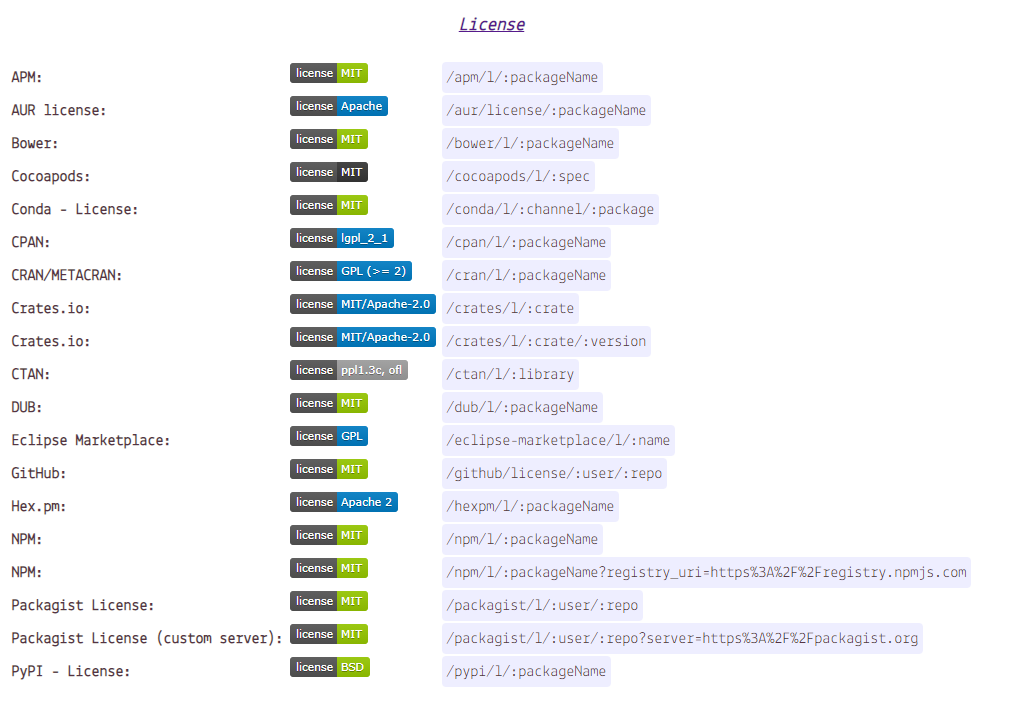 License
APM: license MIT /apm/l/:packageName
AUR license: license Apache /aur/license/:packageName
Bower: license MIT /bower/l/:packageName
Cocoapods: license MIT /cocoapods/l/:spec
Conda - License: license MIT /conda/l/:channel/:package
CPAN: license lgpl_2_1 /cpan/l/:packageName
CRAN/METACRAN: license GPL (>= 2) /cran/l/:packageName
Crates.io: license MIT/Apache-2.0 /crates/l/:crate
Crates.io: license MIT/Apache-2.0 /crates/l/:crate/:version
CTAN: license ppl1.3c, ofl /ctan/l/:library
DUB: license MIT /dub/l/:packageName
Eclipse Marketplace: license GPL /eclipse-marketplace/l/:name
GitHub: license MIT /github/license/:user/:repo
Hex.pm: license Apache 2 /hexpm/l/:packageName
NPM: license MIT /npm/l/:packageName
NPM: license MIT /npm/l/:packageName?registry_uri=https%3A%2F%2Fregistry.npmjs.com
Packagist License: license MIT /packagist/l/:user/:repo
Packagist License (custom server): license MIT /packagist/l/:user/:repo?server=https%3A%2F%2Fpackagist.org
PyPI - License: license BSD /pypi/l/:packageName